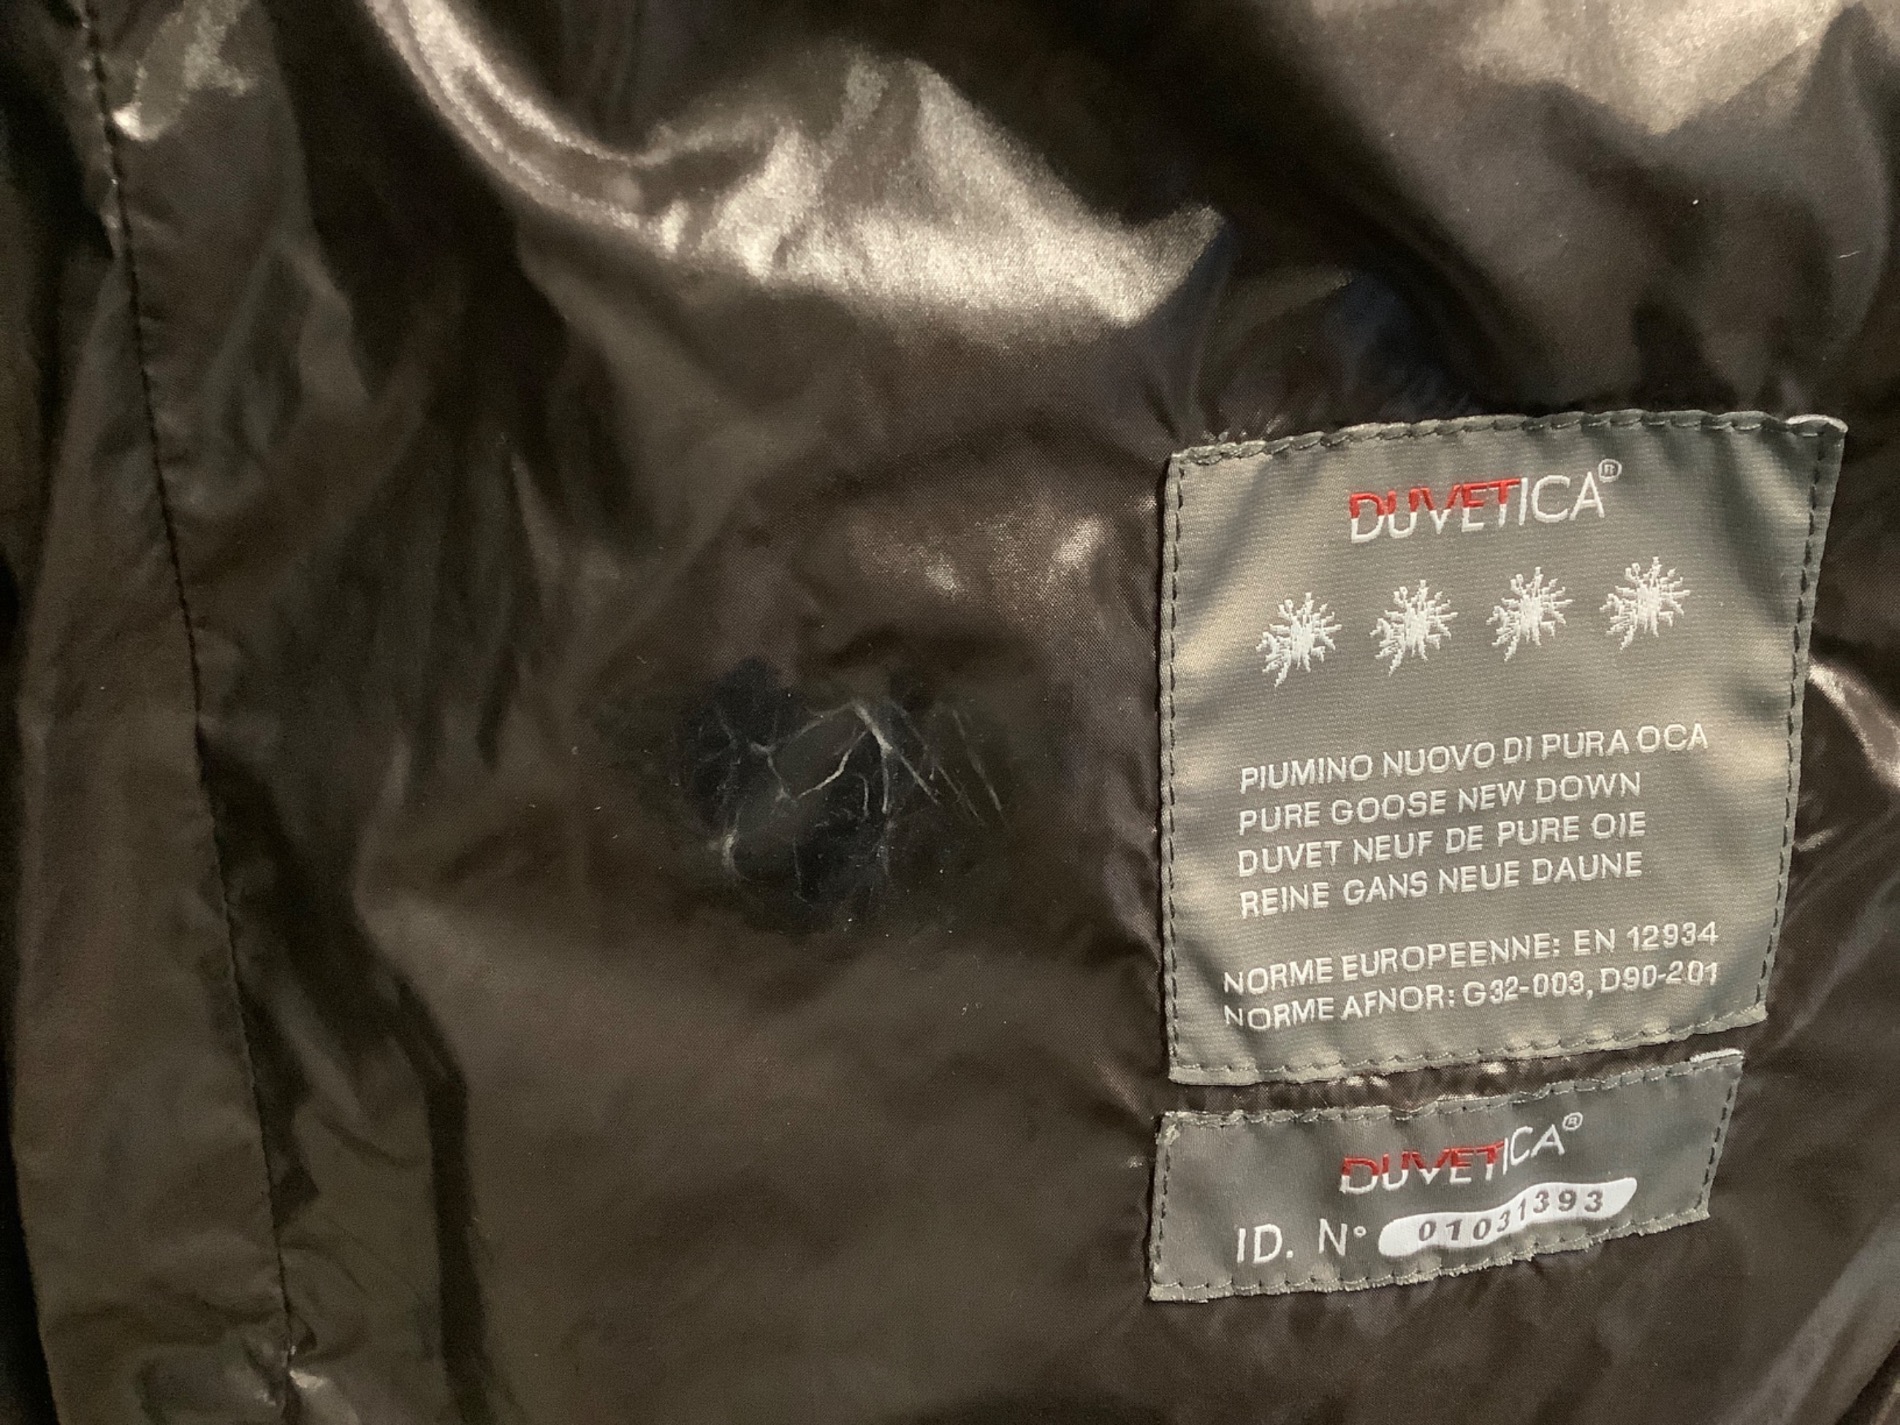 DUVETICA®
PIUMINO NUOVO DI PURA OCA
PURE GOOSE NEW DOWN
DUVET NEUF DE PURE OIE
REINE GANS NEUE DAUNE
NORME EUROPEENNE: EN 12934
NORME AFNOR: G32-003, D90-201
DUVETICA®
ID. N° 01031393